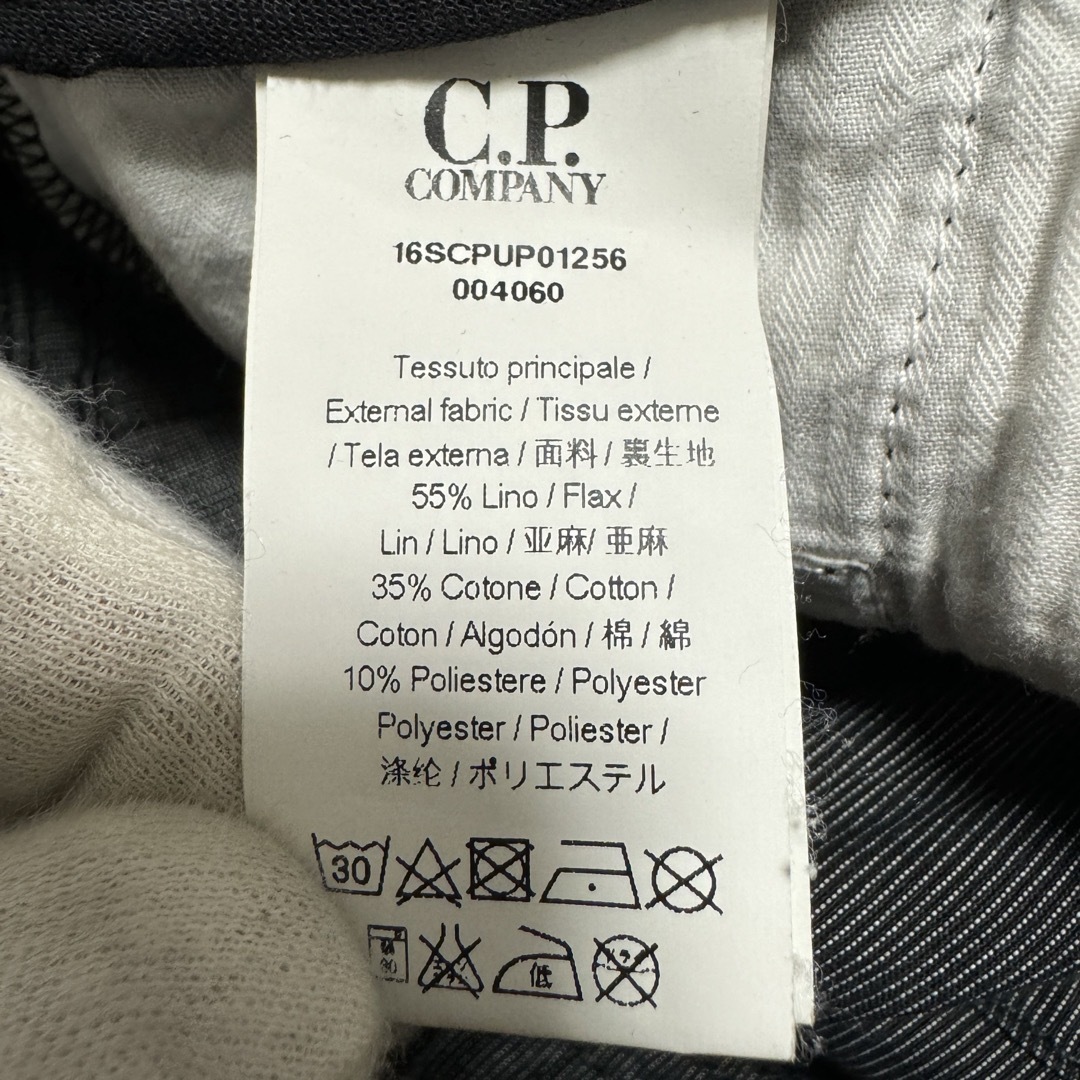 C.P.
COMPANY
16SCPUP01256
004060
Tessuto principale /
External fabric / Tissu externe
/ Tela externa / 面料 / 裏生地
55% Lino / Flax /
Lin / Lino / 亚麻/ 亜麻
35% Cotone / Cotton /
Coton / Algodón / 棉 / 綿
10% Poliestere / Polyester
Polyester / Poliester /
涤纶 / ポリエステル
30
低